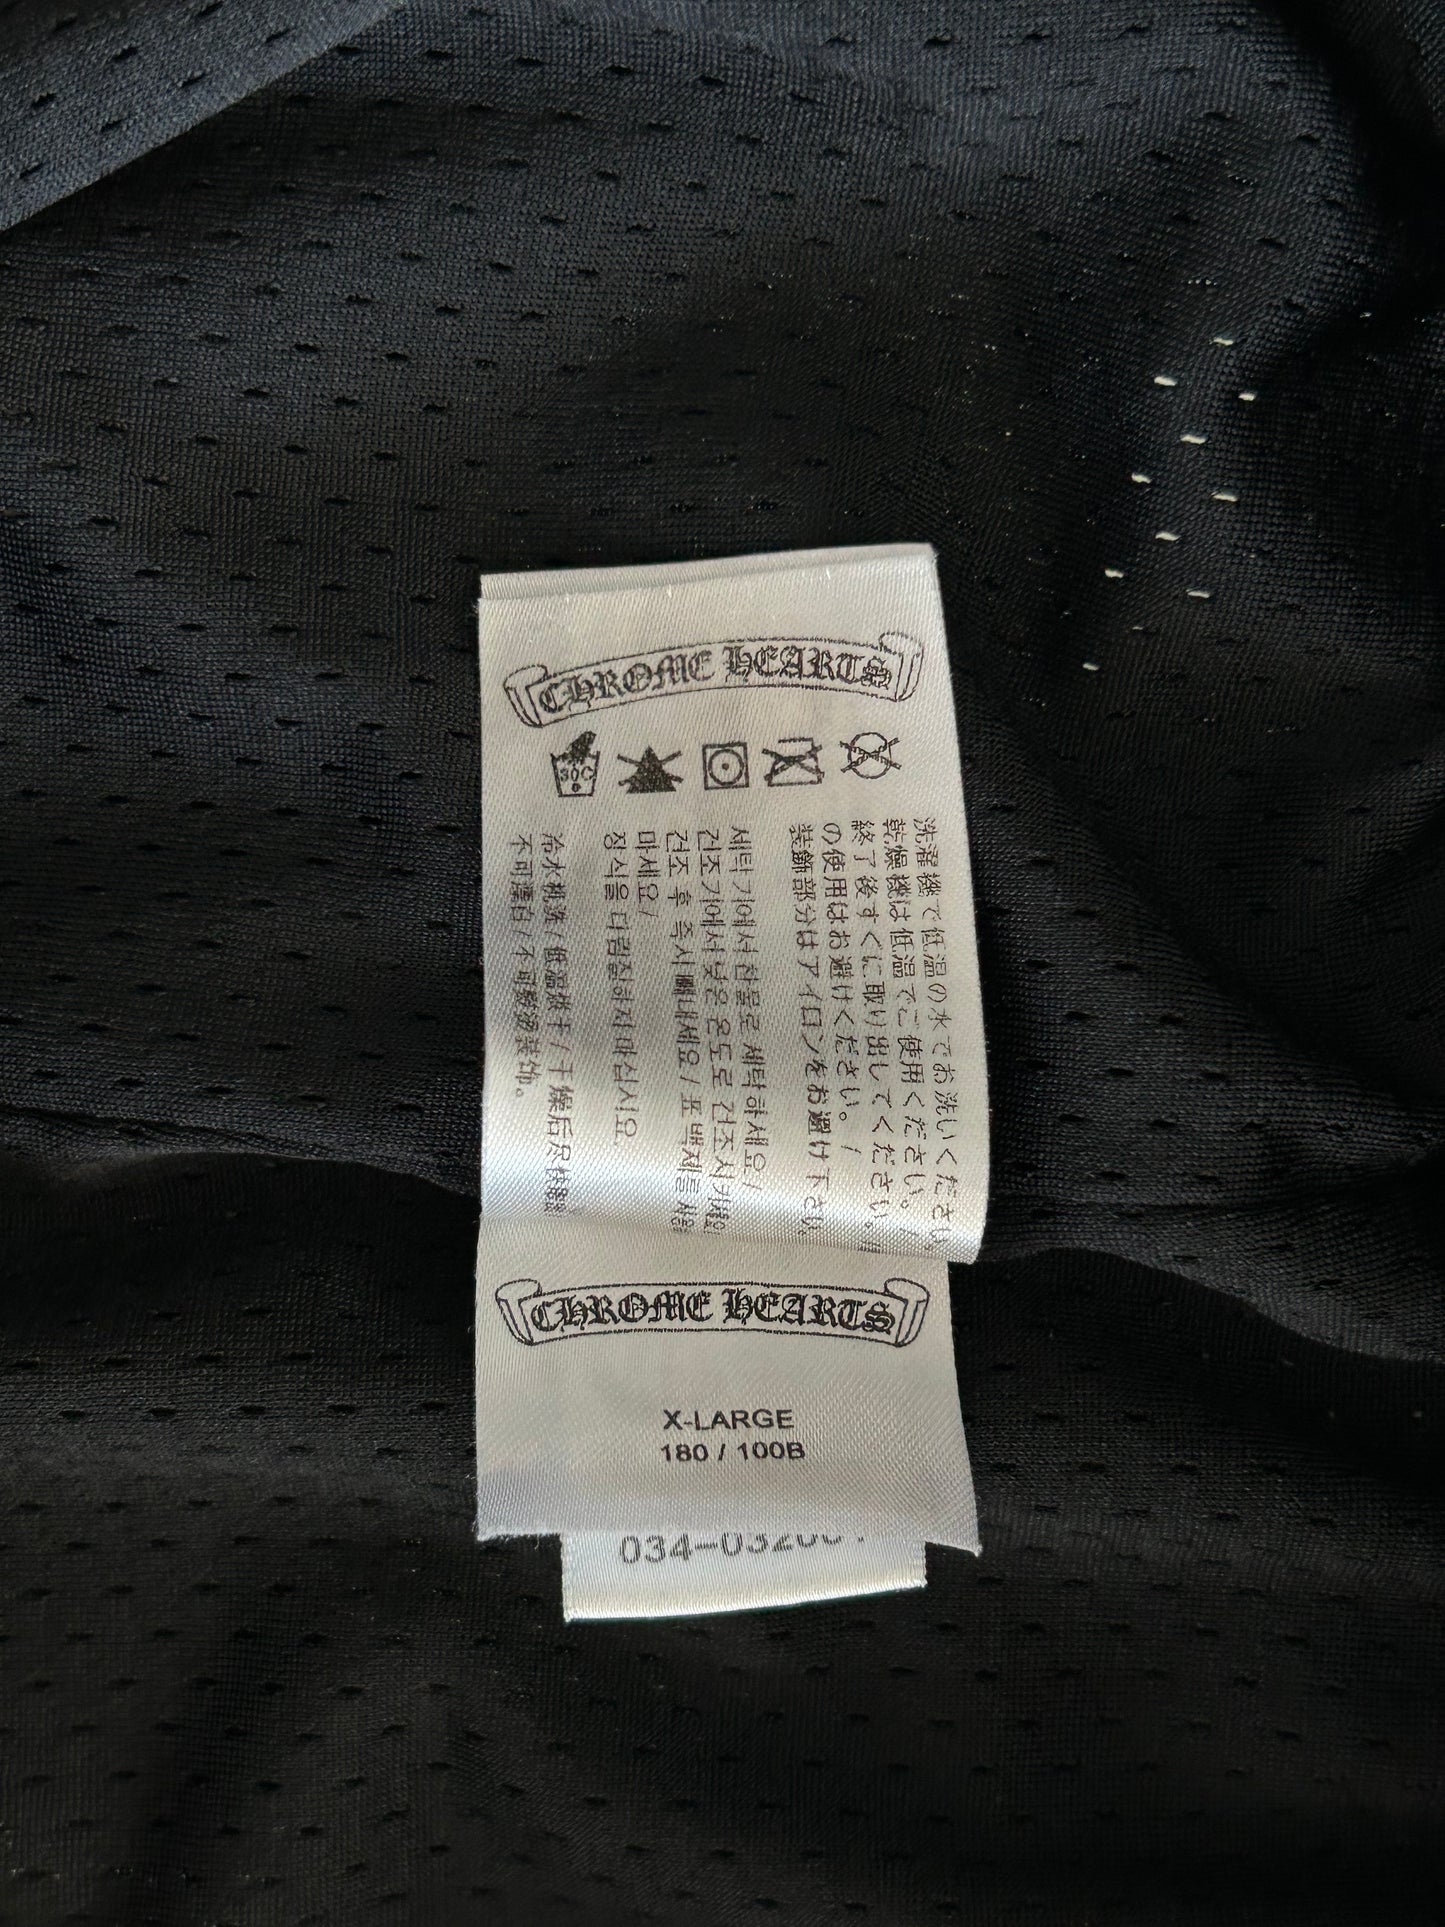 CHROME HEARTS
30C
洗濯機で低温の水でお洗いください。
乾燥機は低温でご使用ください。/
終了後すぐに取り出してください。
の使用はお避けください。/
装飾部分はアイロンをお避け下さい
세탁기에서 찬물로 세탁하세요/
건조기에서 낮은 온도로 건조시키세요
건조 후 즉시 빼내세요/표백제를 사용
마세요/
장식을 다림질하지 마십시요.
冷水机洗/低温烘干/干燥后尽快
不可漂白/不可熨烫装饰。
CHROME HEARTS
X-LARGE
180 / 100B